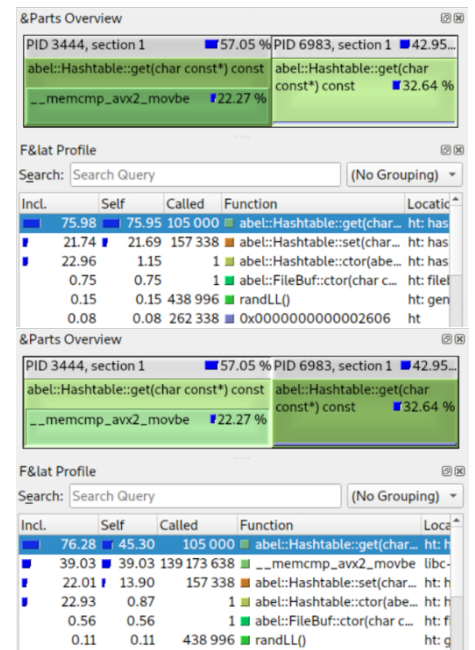 &Parts Overview
PID 3444, section 1 57.05 % PID 6983, section 1 42.95...
abel::Hashtable::get(char const*) const abel::Hashtable::get(char
const*) const 32.64 %
__memcmp_avx2_movbe 22.27 %
F&lat Profile
Search: Search Query (No Grouping)
Incl. Self Called Function Locatic
75.98 75.95 105 000 abel::Hashtable::get(char... ht: has
21.74 21.69 157 338 abel::Hashtable::set(char... ht: has
22.96 1.15 1 abel::Hashtable::ctor(abe... ht: has
0.75 0.75 1 abel::FileBuf::ctor(char c... ht: filel
0.15 0.15 438 996 randLL() ht: gen
0.08 0.08 262 338 0x0000000000002606 ht
&Parts Overview
PID 3444, section 1 57.05 % PID 6983, section 1 42.95...
abel::Hashtable::get(char const*) const abel::Hashtable::get(char
const*) const 32.64 %
__memcmp_avx2_movbe 22.27 %
F&lat Profile
Search: Search Query (No Grouping)
Incl. Self Called Function Loca
76.28 45.30 105 000 abel::Hashtable::get(char... ht: h
39.03 39.03 139 173 638 __memcmp_avx2_movbe libc-
22.01 13.90 157 338 abel::Hashtable::set(char... ht: h
22.93 0.87 1 abel::Hashtable::ctor(abe... ht: h
0.56 0.56 1 abel::FileBuf::ctor(char c... ht: fi
0.11 0.11 438 996 randLL() ht: g